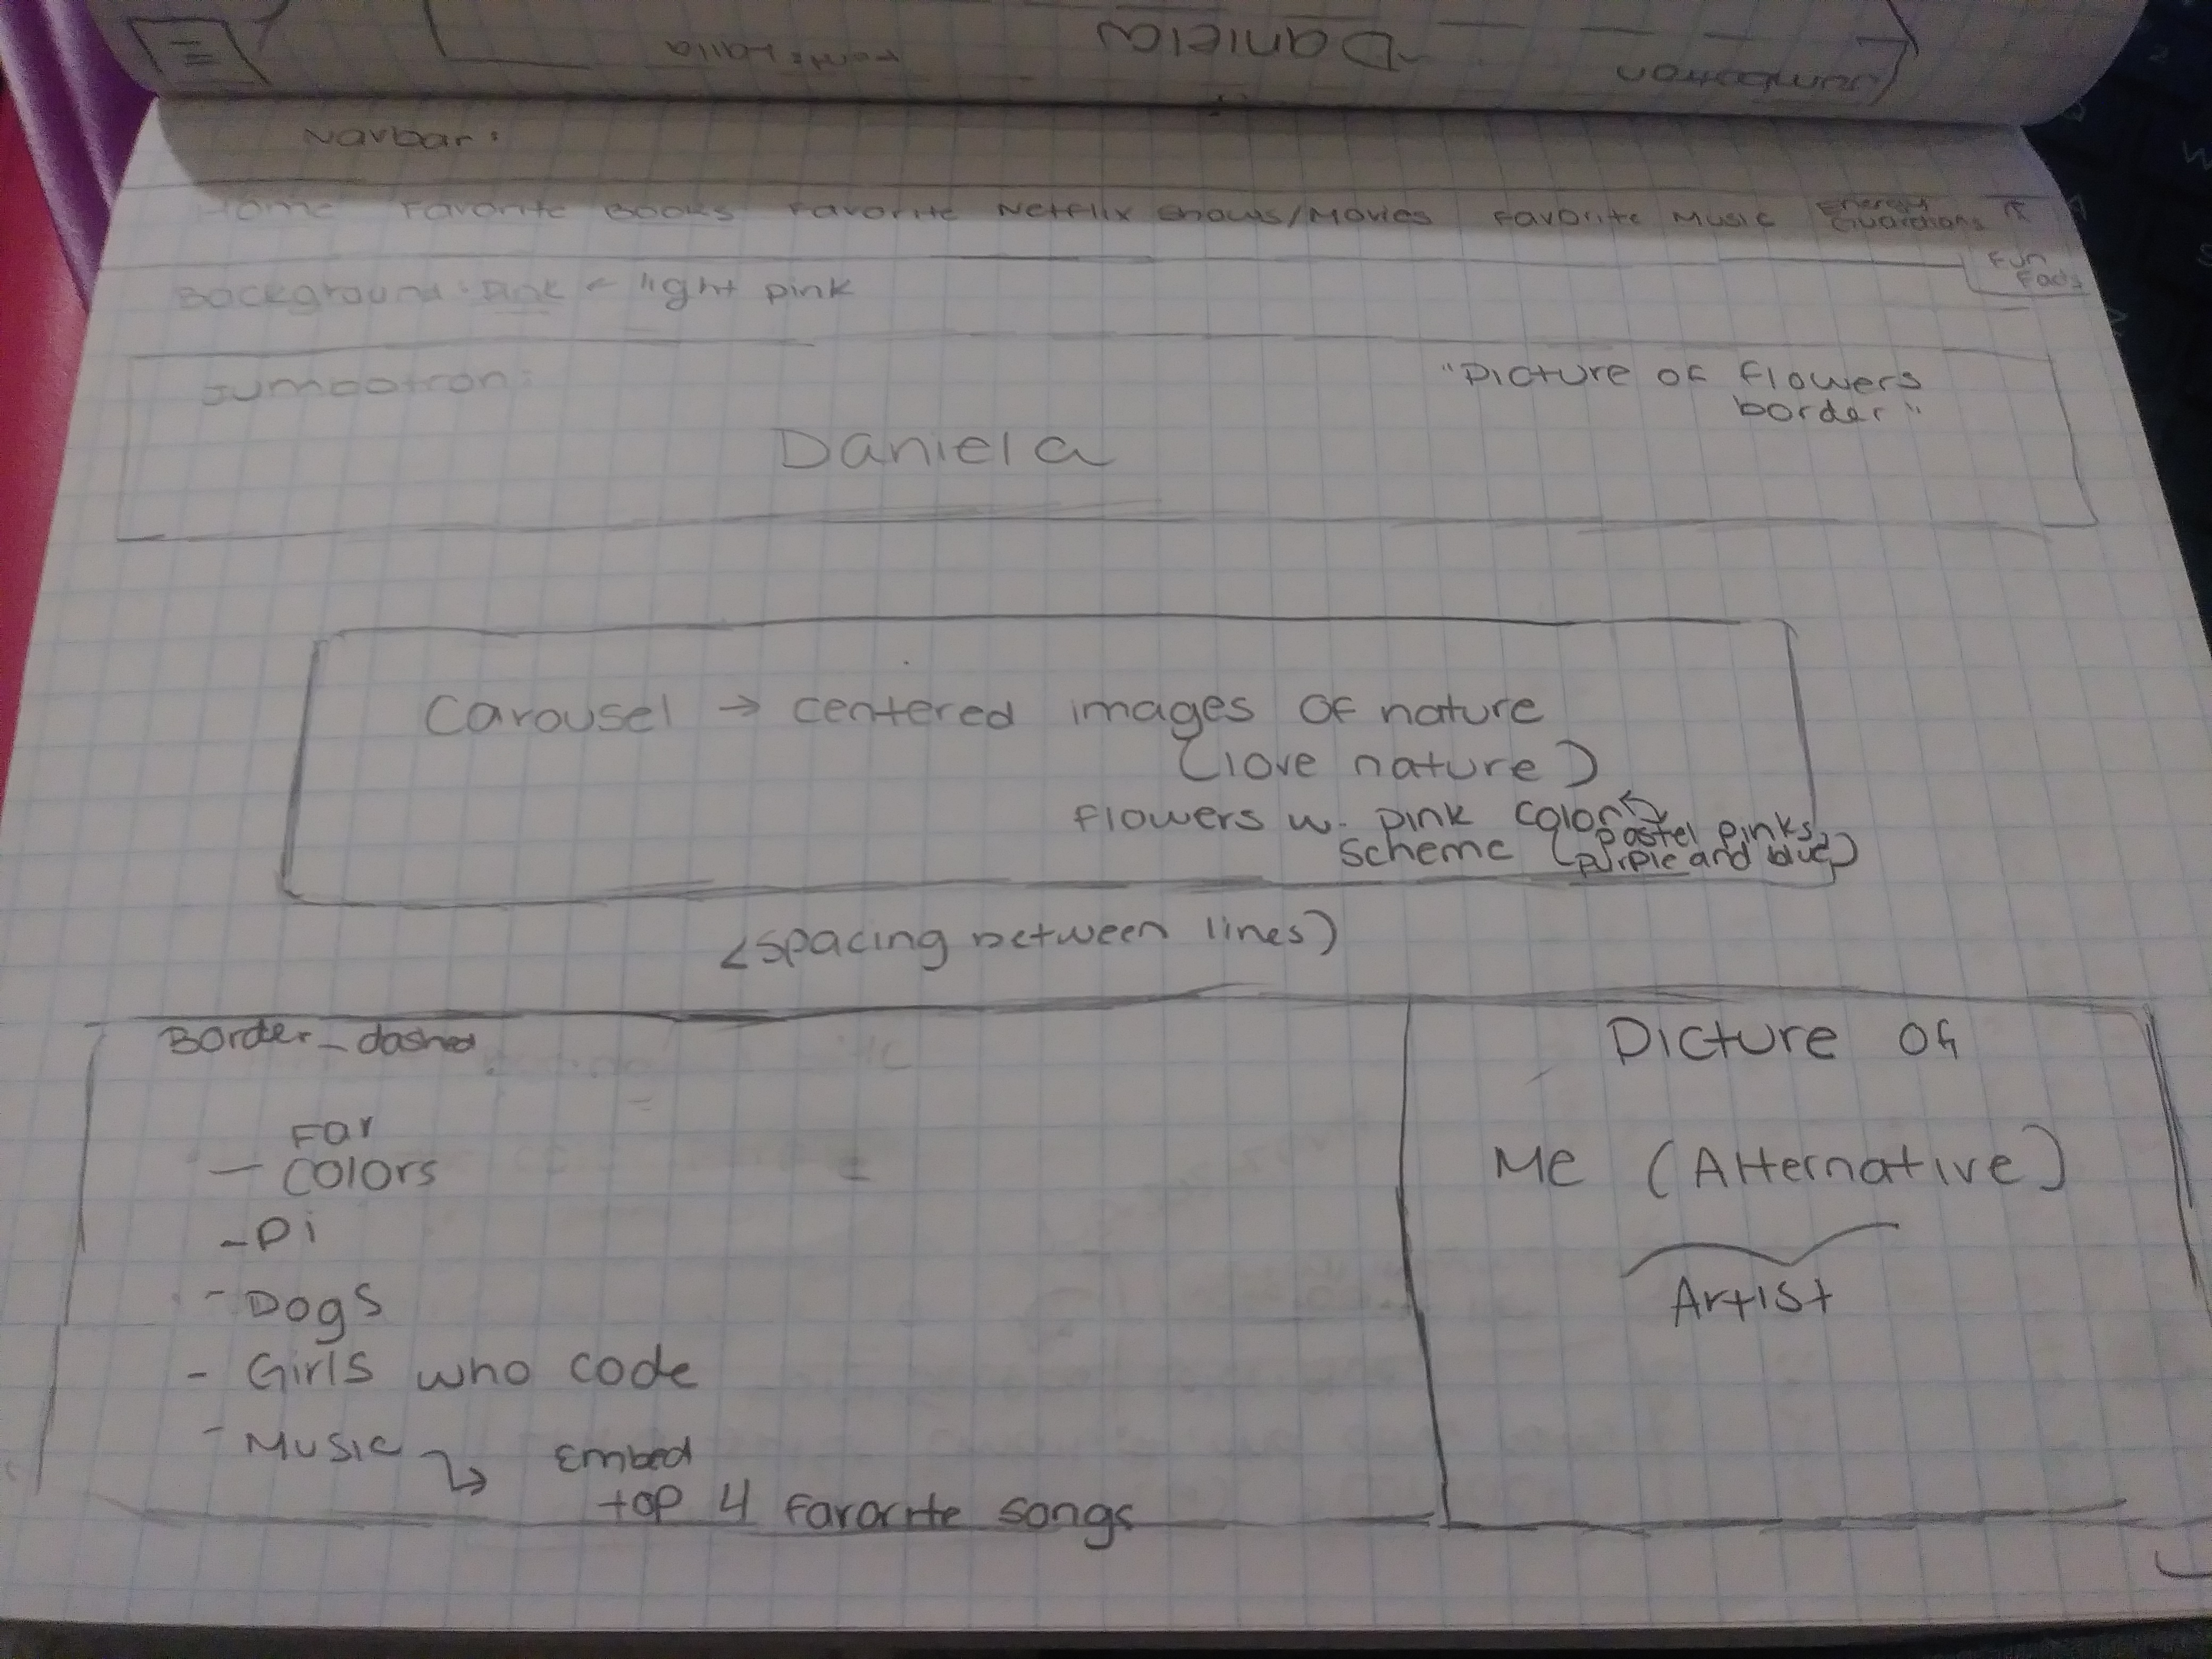 Daniela
Jumbotron
Navbar:
Home Favorite Books Favorite Netflix Shows/Movies Favorite Music Energy Guardians
Fun Facts
Background: pink - light pink
Jumbotron:
"Picture of flowers
border"
Daniela
Carousel → centered images of nature
(love nature)
flowers w. pink color
scheme (pastel pinks,
purple and blue)
<spacing between lines)
Border-dashed
Fav
- Colors
- Pi
- Dogs
- Girls who code
- Music ↳ Embed
top 4 favorite songs
Picture of
Me (Alternative)
Artist